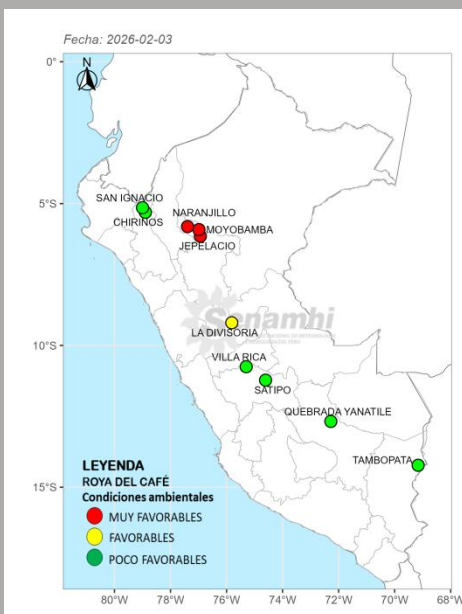 Fecha: 2026-02-03
N
0°
5°S
10°S
15°S
SAN IGNACIO
CHIRINOS
NARANJILLO
MOYOBAMBA
JEPELACIO
Senamhi
LA DIVISORIA
VILLA RICA
SATIPO
QUEBRADA YANATILE
TAMBOPATA
LEYENDA
ROYA DEL CAFÉ
Condiciones ambientales
MUY FAVORABLES
FAVORABLES
POCO FAVORABLES
80°W 78°W 76°W 74°W 72°W 70°W 68°W